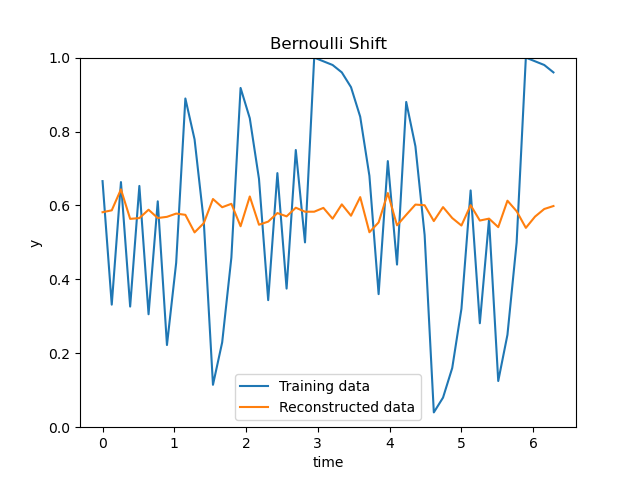 Bernoulli Shift
1.0
0.8
0.6
0.4
0.2
0.0
y
Training data
Reconstructed data
0 1 2 3 4 5 6
time